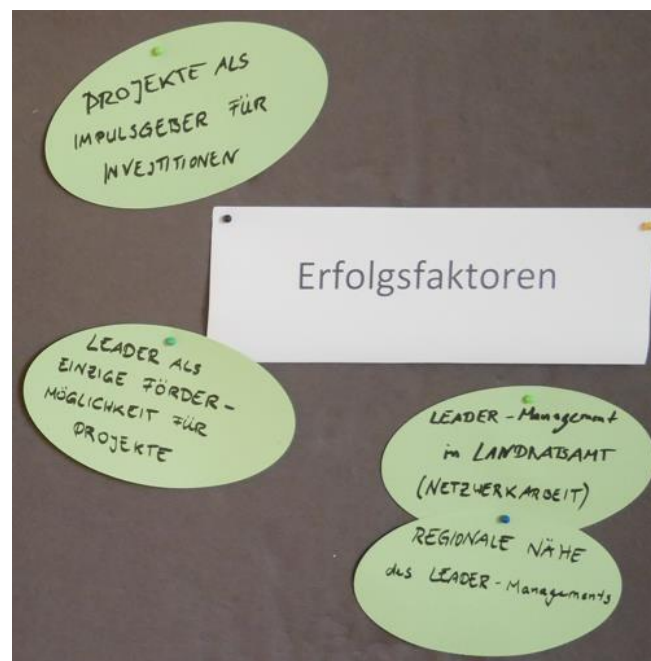 PROJEKTE ALS
IMPULSGEBER FÜR
INVESTITIONEN
Erfolgsfaktoren
LEADER ALS
EINZIGE FÖRDER-
MÖGLICHKEIT FÜR
PROJEKTE
LEADER-Management
in LANDRATSAMT
(NETZWERKARBEIT)
REGIONALE NÄHE
des LEADER-Managements